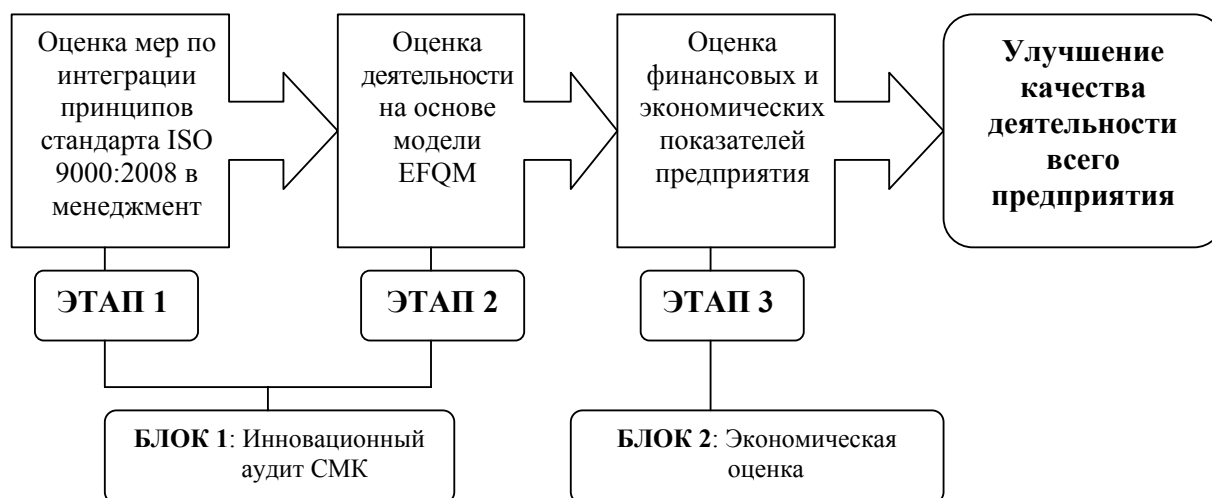 Оценка мер по
интеграции
принципов
стандарта ISO
9000:2008 в
менеджмент
Оценка
деятельности
на основе
модели
EFQM
Оценка
финансовых и
экономических
показателей
предприятия
Улучшение
качества
деятельности
всего
предприятия
ЭТАП 1
ЭТАП 2
ЭТАП 3
БЛОК 1: Инновационный
аудит СМК
БЛОК 2: Экономическая
оценка